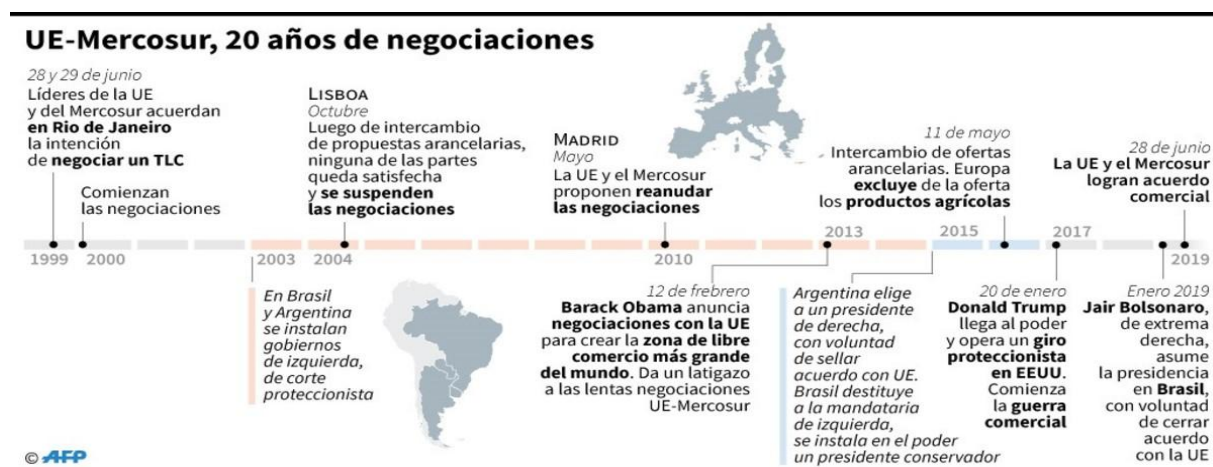 UE-Mercosur, 20 años de negociaciones
28 y 29 de junio
Líderes de la UE
y del Mercosur acuerdan
en Rio de Janeiro
la intención
de negociar un TLC
Comienzan
las negociaciones
LISBOA
Octubre
Luego de intercambio
de propuestas arancelarias,
ninguna de las partes
queda satisfecha
y se suspenden
las negociaciones
MADRID
Mayo
La UE y el Mercosur
proponen reanudar
las negociaciones
11 de mayo
Intercambio de ofertas
arancelarias. Europa
excluye de la oferta
los productos agrícolas
28 de junio
La UE y el Mercosur
logran acuerdo
comercial
1999
2000
2003
2004
2010
2013
2015
2017
2019
En Brasil
y Argentina
se instalan
gobiernos
de izquierda,
de corte
proteccionista
12 de frebrero
Barack Obama anuncia
negociaciones con la UE
para crear la zona de libre
comercio más grande
del mundo. Da un latigazo
a las lentas negociaciones
UE-Mercosur
Argentina elige
a un presidente
de derecha,
con voluntad
de sellar
acuerdo con UE.
Brasil destituye
a la mandataria
de izquierda,
se instala en el poder
un presidente conservador
20 de enero
Donald Trump
llega al poder
y opera un giro
proteccionista
en EEUU.
Comienza
la guerra
comercial
Enero 2019
Jair Bolsonaro,
de extrema
derecha,
asume
la presidencia
en Brasil,
con voluntad
de cerrar
acuerdo
con la UE
© AFP